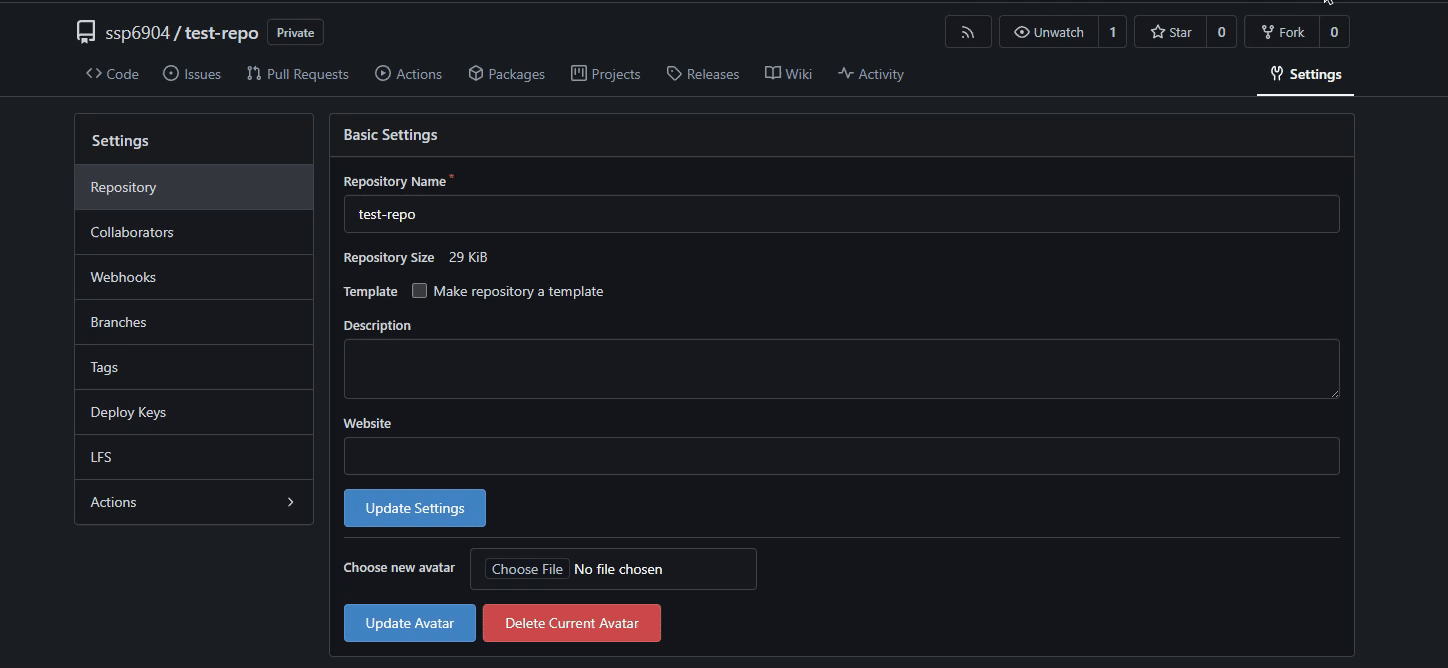 ssp6904 / test-repo Private Unwatch 1 Star 0 Fork 0
Code Issues Pull Requests Actions Packages Projects Releases Wiki Activity Settings
Settings
Repository
Collaborators
Webhooks
Branches
Tags
Deploy Keys
LFS
Actions
Basic Settings
Repository Name *
test-repo
Repository Size 29 KiB
Template Make repository a template
Description
Website
Update Settings
Choose new avatar Choose File No file chosen
Update Avatar Delete Current Avatar